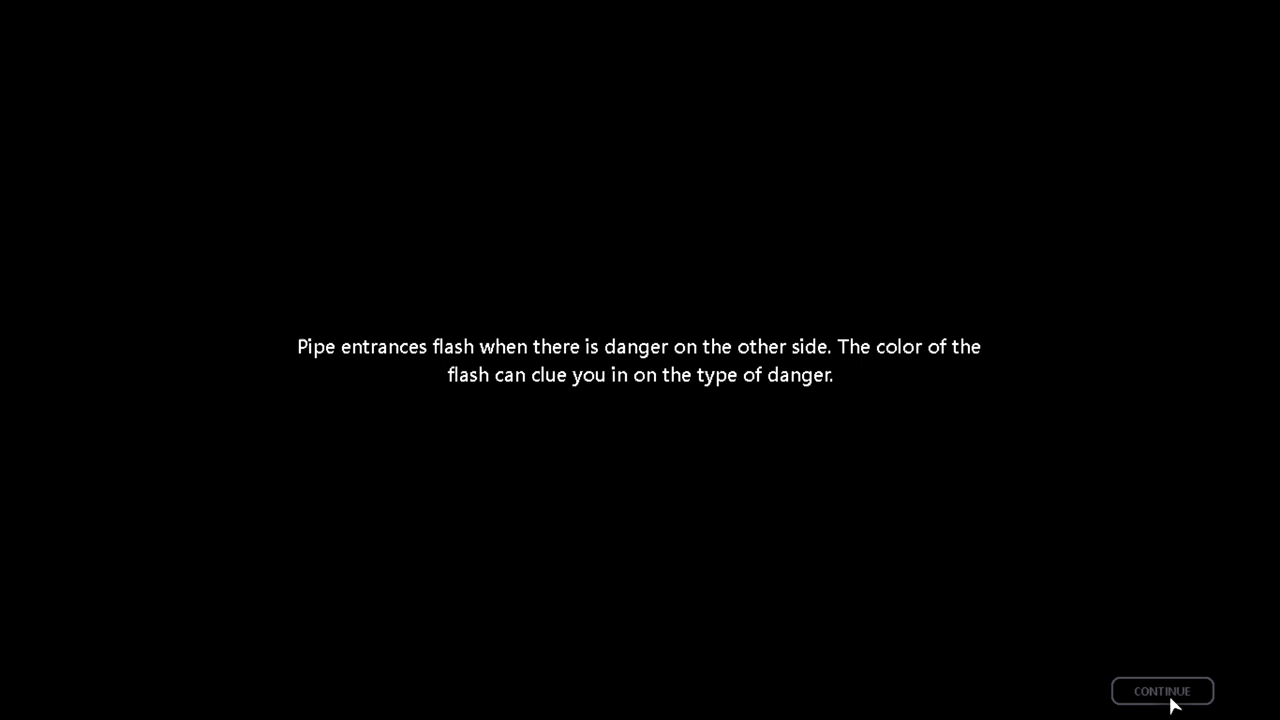 Pipe entrances flash when there is danger on the other side. The color of the
flash can clue you in on the type of danger.
CONTINUE